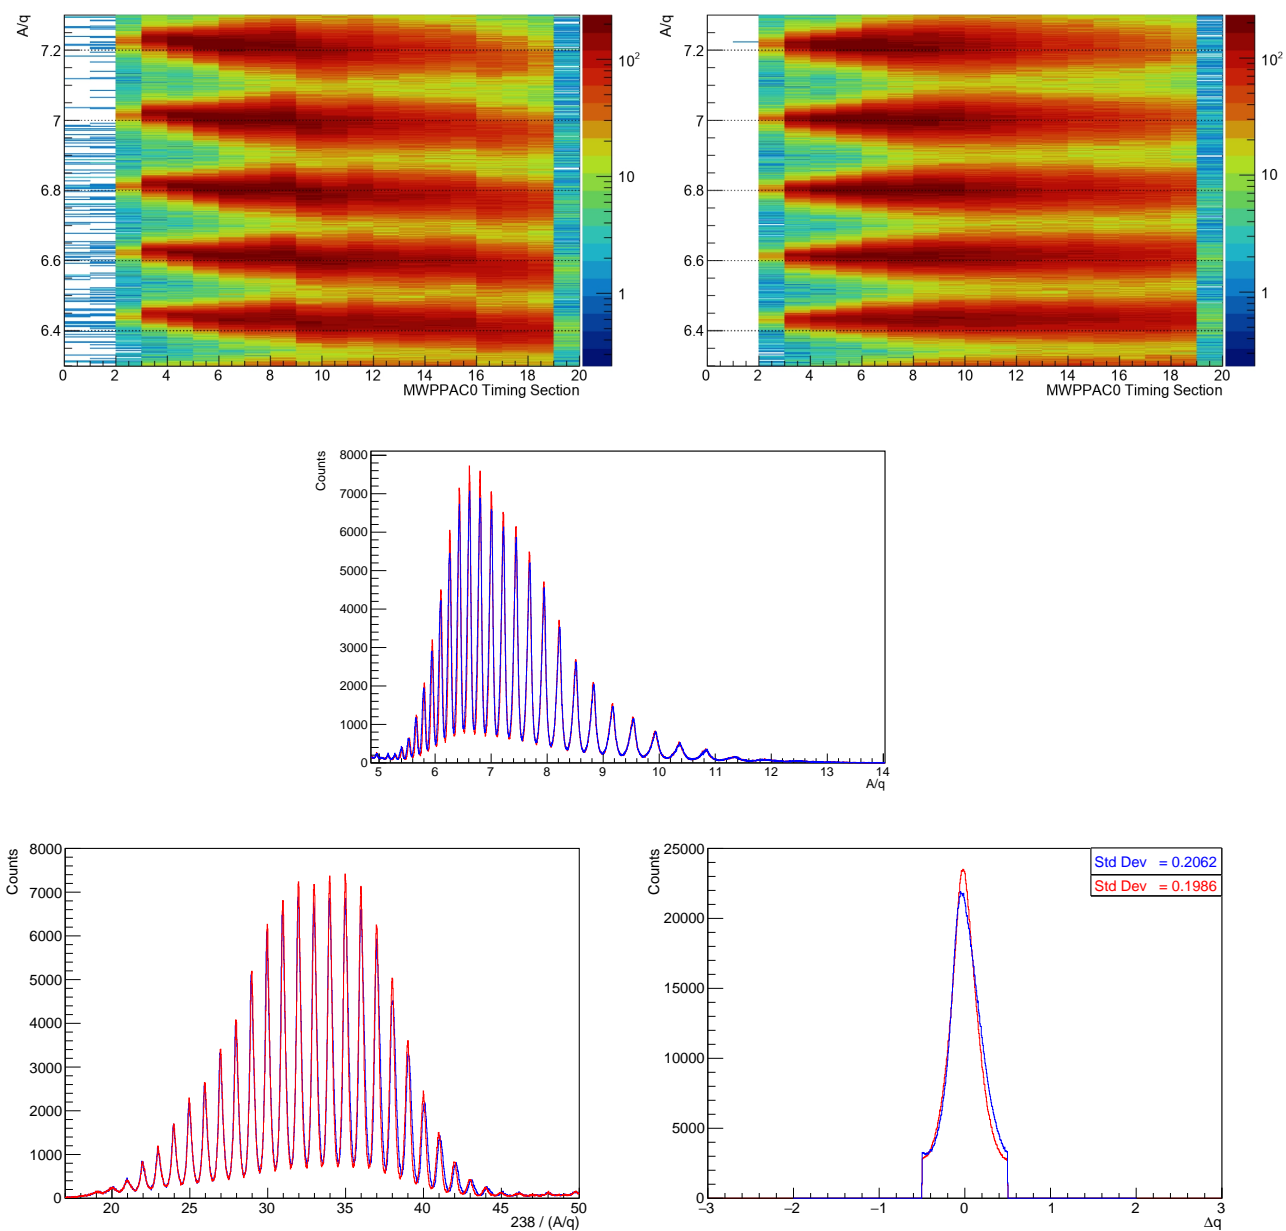 A/q
7.2
7
6.8
6.6
6.4
0 2 4 6 8 10 12 14 16 18 20
MWPPAC0 Timing Section
10²
10
1
A/q
7.2
7
6.8
6.6
6.4
0 2 4 6 8 10 12 14 16 18 20
MWPPAC0 Timing Section
10²
10
1
Counts
8000
7000
6000
5000
4000
3000
2000
1000
0
5 6 7 8 9 10 11 12 13 14
A/q
Counts
8000
7000
6000
5000
4000
3000
2000
1000
0
20 25 30 35 40 45 50
238 / (A/q)
Counts
25000
20000
15000
10000
5000
0
Std Dev = 0.2062
Std Dev = 0.1986
−3 −2 −1 0 1 2 3
Δq